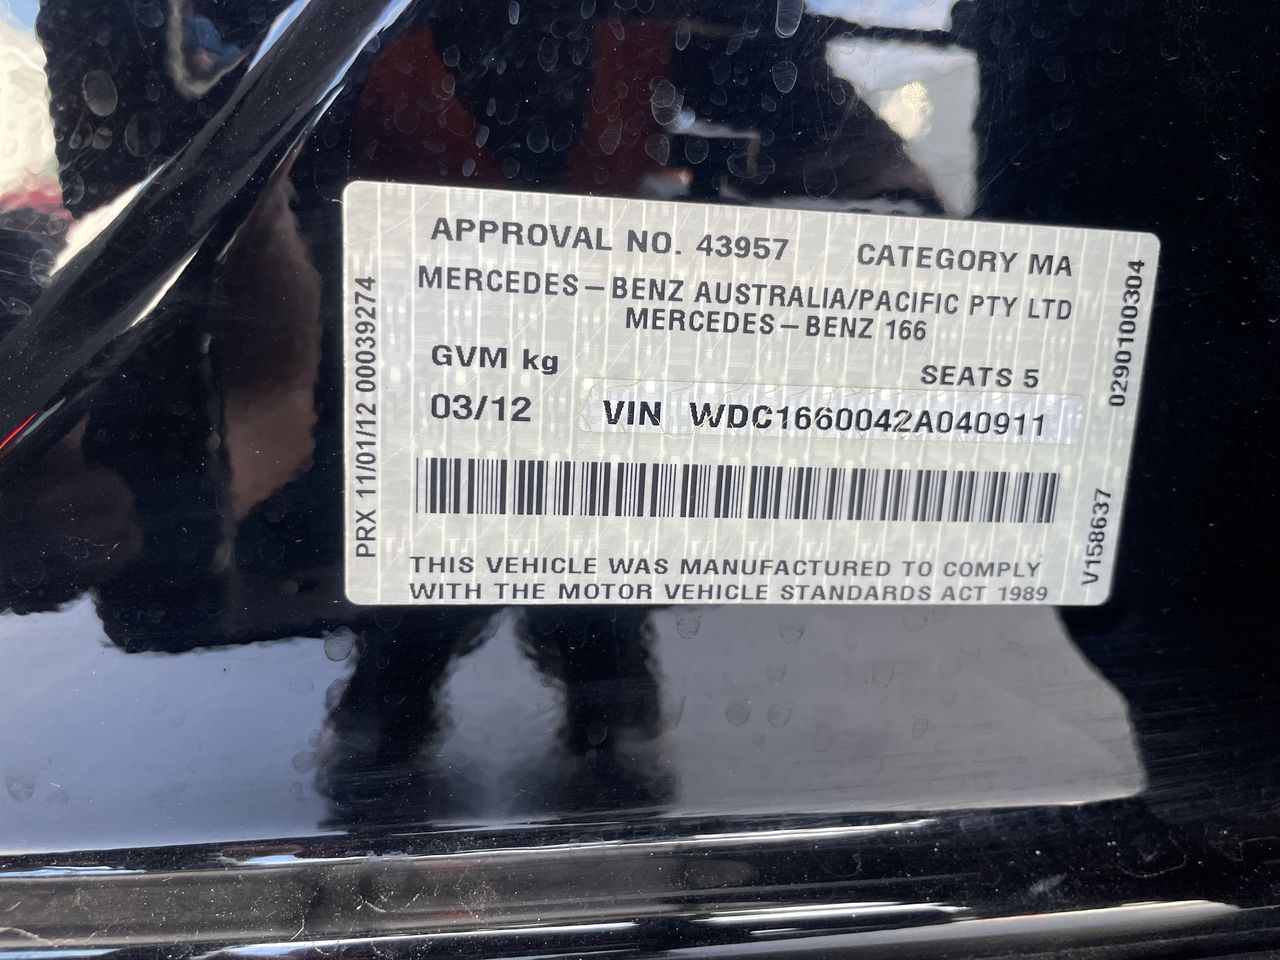 APPROVAL NO. 43957 CATEGORY MA
MERCEDES-BENZ AUSTRALIA/PACIFIC PTY LTD
MERCEDES-BENZ 166
GVM kg SEATS 5
03/12 VIN WDC1660042A040911
THIS VEHICLE WAS MANUFACTURED TO COMPLY
WITH THE MOTOR VEHICLE STANDARDS ACT 1989
PRX 11/01/12 00039274
0290100304
V158637